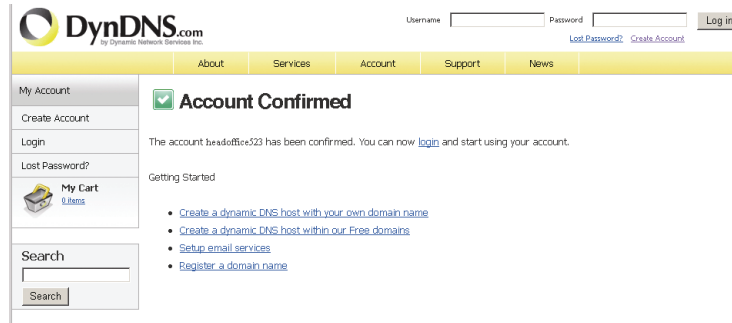 DynDNS.com
by Dynamic Network Services Inc.
Username Password Log in
Lost Password? Create Account
About Services Account Support News
My Account
Create Account
Login
Lost Password?
My Cart
0 items
Search
Search
Account Confirmed
The account headoffice523 has been confirmed. You can now login and start using your account.
Getting Started
Create a dynamic DNS host with your own domain name
Create a dynamic DNS host within our Free domains
Setup email services
Register a domain name